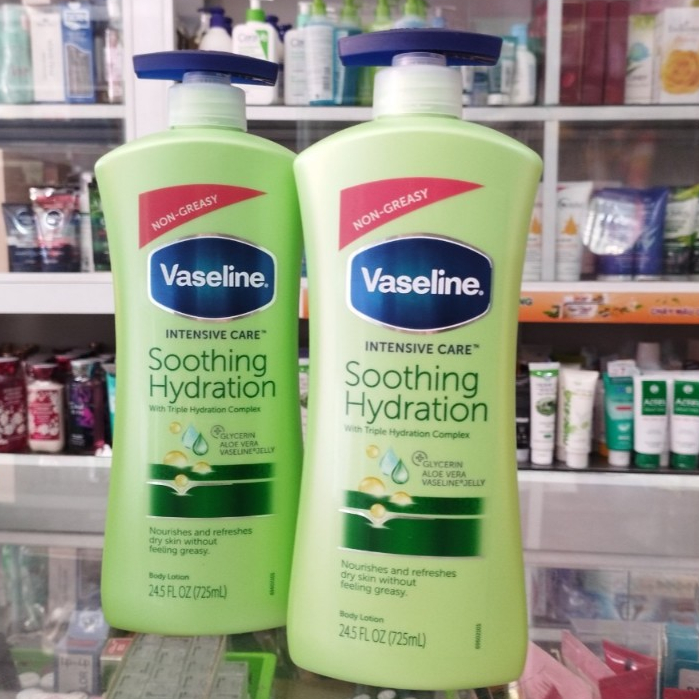 NON-GREASY
Vaseline.
INTENSIVE CARE™
Soothing
Hydration
With Triple Hydration Complex
GLYCERIN
ALOE VERA
VASELINE® JELLY
Nourishes and refreshes
dry skin without
feeling greasy.
Body Lotion
24.5 FL OZ (725mL)
NON-GREASY
Vaseline.
INTENSIVE CARE™
Soothing
Hydration
With Triple Hydration Complex
GLYCERIN
ALOE VERA
VASELINE® JELLY
Nourishes and refreshes
dry skin without
feeling greasy.
Body Lotion
24.5 FL OZ (725mL)